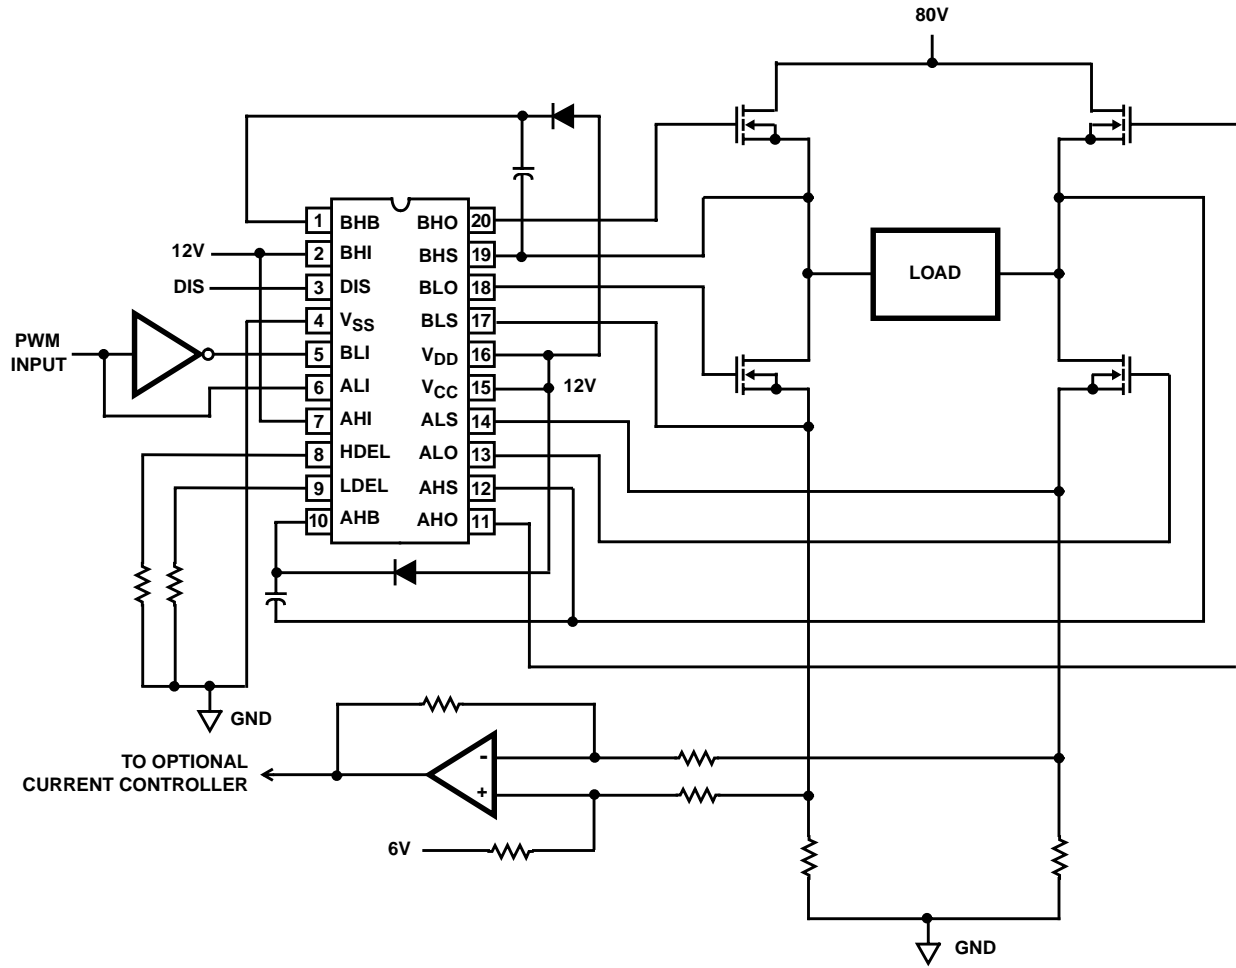 80V
1 BHB BHO 20
12V 2 BHI BHS 19
DIS 3 DIS BLO 18
4 VSS BLS 17
PWM
INPUT
5 BLI VDD 16
6 ALI VCC 15 12V
7 AHI ALS 14
8 HDEL ALO 13
9 LDEL AHS 12
10 AHB AHO 11
LOAD
GND
TO OPTIONAL
CURRENT CONTROLLER
-
+
6V
GND